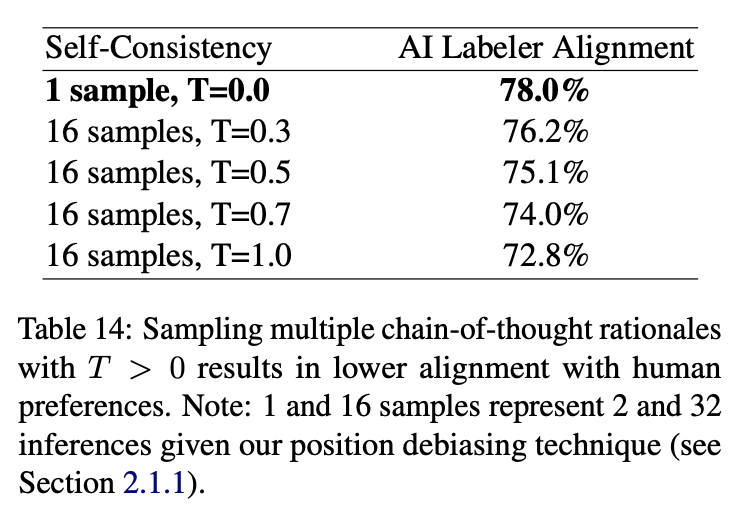 Self-Consistency AI Labeler Alignment
1 sample, T=0.0 78.0%
16 samples, T=0.3 76.2%
16 samples, T=0.5 75.1%
16 samples, T=0.7 74.0%
16 samples, T=1.0 72.8%
Table 14: Sampling multiple chain-of-thought rationales
with T > 0 results in lower alignment with human
preferences. Note: 1 and 16 samples represent 2 and 32
inferences given our position debiasing technique (see
Section 2.1.1).